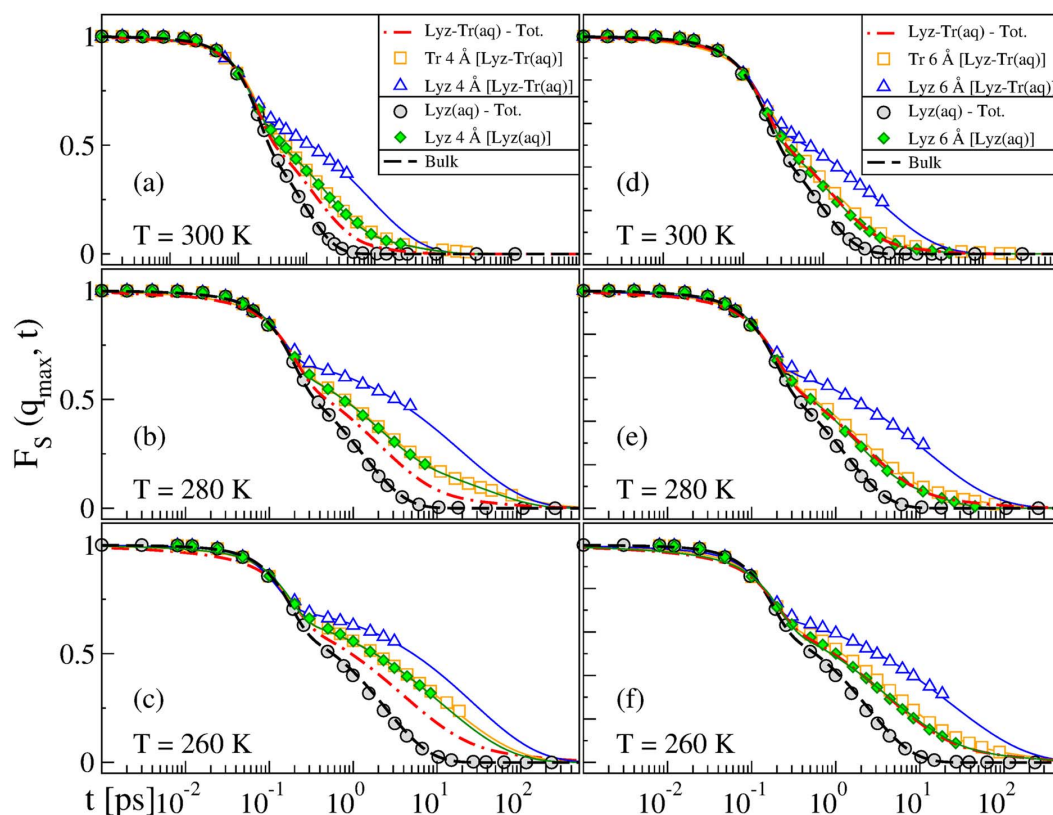 Lyz-Tr(aq) - Tot.
Tr 4 Å [Lyz-Tr(aq)]
Lyz 4 Å [Lyz-Tr(aq)]
Lyz(aq) - Tot.
Lyz 4 Å [Lyz(aq)]
Bulk
1
0.5
0
(a)
T = 300 K
Lyz-Tr(aq) - Tot.
Tr 6 Å [Lyz-Tr(aq)]
Lyz 6 Å [Lyz-Tr(aq)]
Lyz(aq) - Tot.
Lyz 6 Å [Lyz(aq)]
Bulk
(d)
T = 300 K
F_S (q_max, t)
1
0.5
0
(b)
T = 280 K
(e)
T = 280 K
1
0.5
0
(c)
T = 260 K
(f)
T = 260 K
t [ps] 10^-2 10^-1 10^0 10^1 10^2
10^-2 10^-1 10^0 10^1 10^2